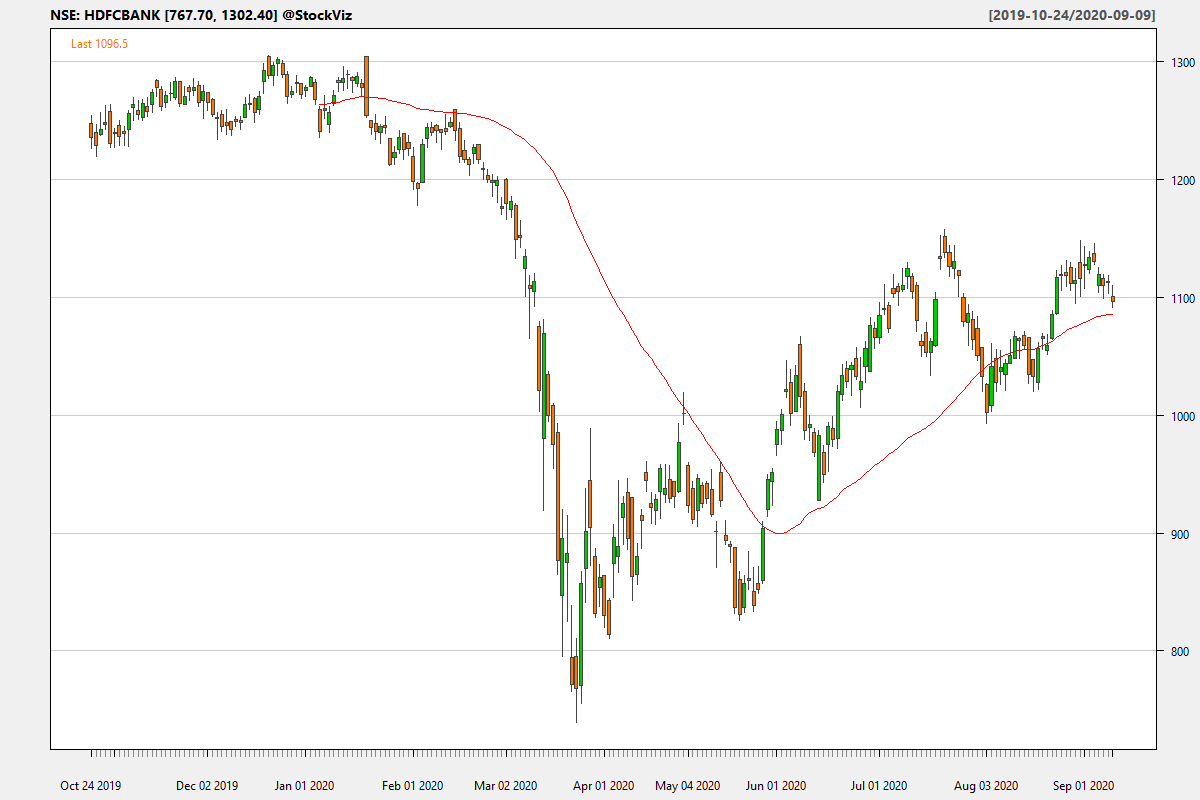 NSE: HDFCBANK [767.70, 1302.40] @StockViz
[2019-10-24/2020-09-09]
Last 1096.5
1300
1200
1100
1000
900
800
Oct 24 2019 Dec 02 2019 Jan 01 2020 Feb 01 2020 Mar 02 2020 Apr 01 2020 May 04 2020 Jun 01 2020 Jul 01 2020 Aug 03 2020 Sep 01 2020